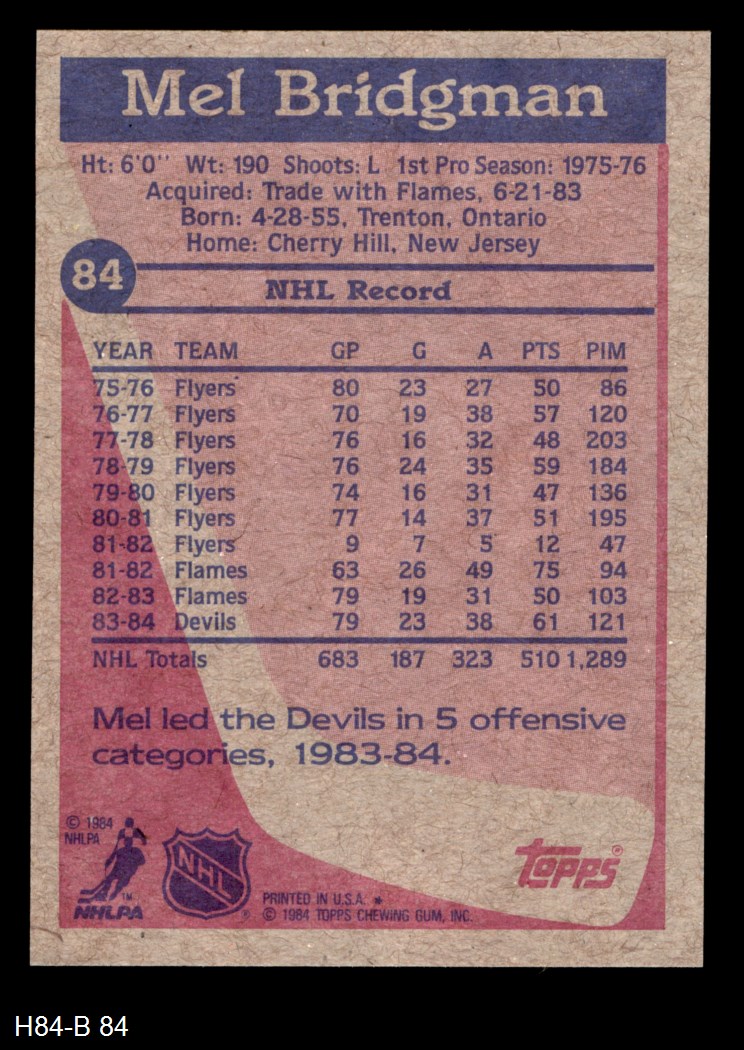 Mel Bridgman
Ht: 6'0'' Wt: 190 Shoots: L 1st Pro Season: 1975-76
Acquired: Trade with Flames, 6-21-83
Born: 4-28-55, Trenton, Ontario
Home: Cherry Hill, New Jersey
84
NHL Record
YEAR TEAM GP G A PTS PIM
75-76 Flyers 80 23 27 50 86
76-77 Flyers 70 19 38 57 120
77-78 Flyers 76 16 32 48 203
78-79 Flyers 76 24 35 59 184
79-80 Flyers 74 16 31 47 136
80-81 Flyers 77 14 37 51 195
81-82 Flyers 9 7 5 12 47
81-82 Flames 63 26 49 75 94
82-83 Flames 79 19 31 50 103
83-84 Devils 79 23 38 61 121
NHL Totals 683 187 323 510 1,289
Mel led the Devils in 5 offensive
categories, 1983-84.
© 1984
NHLPA
TM
NHLPA
NHL
®
PRINTED IN U.S.A. *
© 1984 TOPPS CHEWING GUM, INC.
TOPPS®
H84-B 84